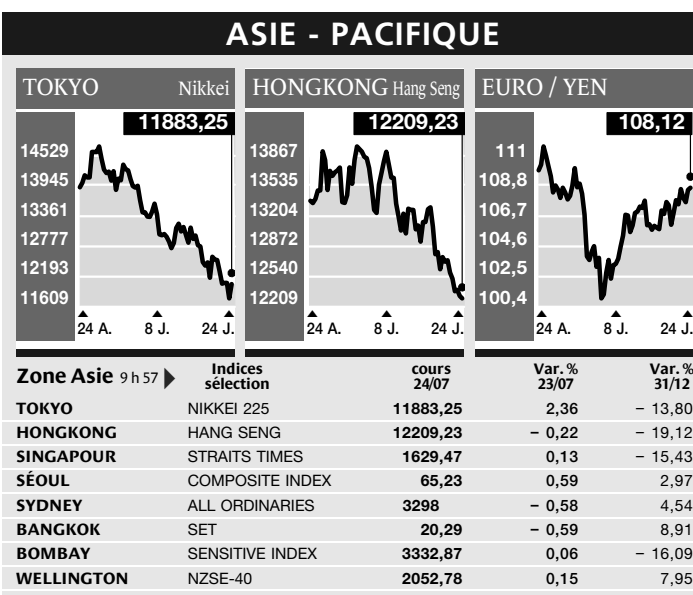 ASIE - PACIFIQUE
TOKYO Nikkei
11883,25
14529
13945
13361
12777
12193
11609
24 A. 8 J. 24 J.
HONGKONG Hang Seng
12209,23
13867
13535
13204
12872
12540
12209
24 A. 8 J. 24 J.
EURO / YEN
108,12
111
108,8
106,7
104,6
102,5
100,4
24 A. 8 J. 24 J.
Zone Asie 9 h 57 Indices sélection cours 24/07 Var. % 23/07 Var. % 31/12
TOKYO NIKKEI 225 11883,25 2,36 – 13,80
HONGKONG HANG SENG 12209,23 – 0,22 – 19,12
SINGAPOUR STRAITS TIMES 1629,47 0,13 – 15,43
SÉOUL COMPOSITE INDEX 65,23 0,59 2,97
SYDNEY ALL ORDINARIES 3298 – 0,58 4,54
BANGKOK SET 20,29 – 0,59 8,91
BOMBAY SENSITIVE INDEX 3332,87 0,06 – 16,09
WELLINGTON NZSE-40 2052,78 0,15 7,95